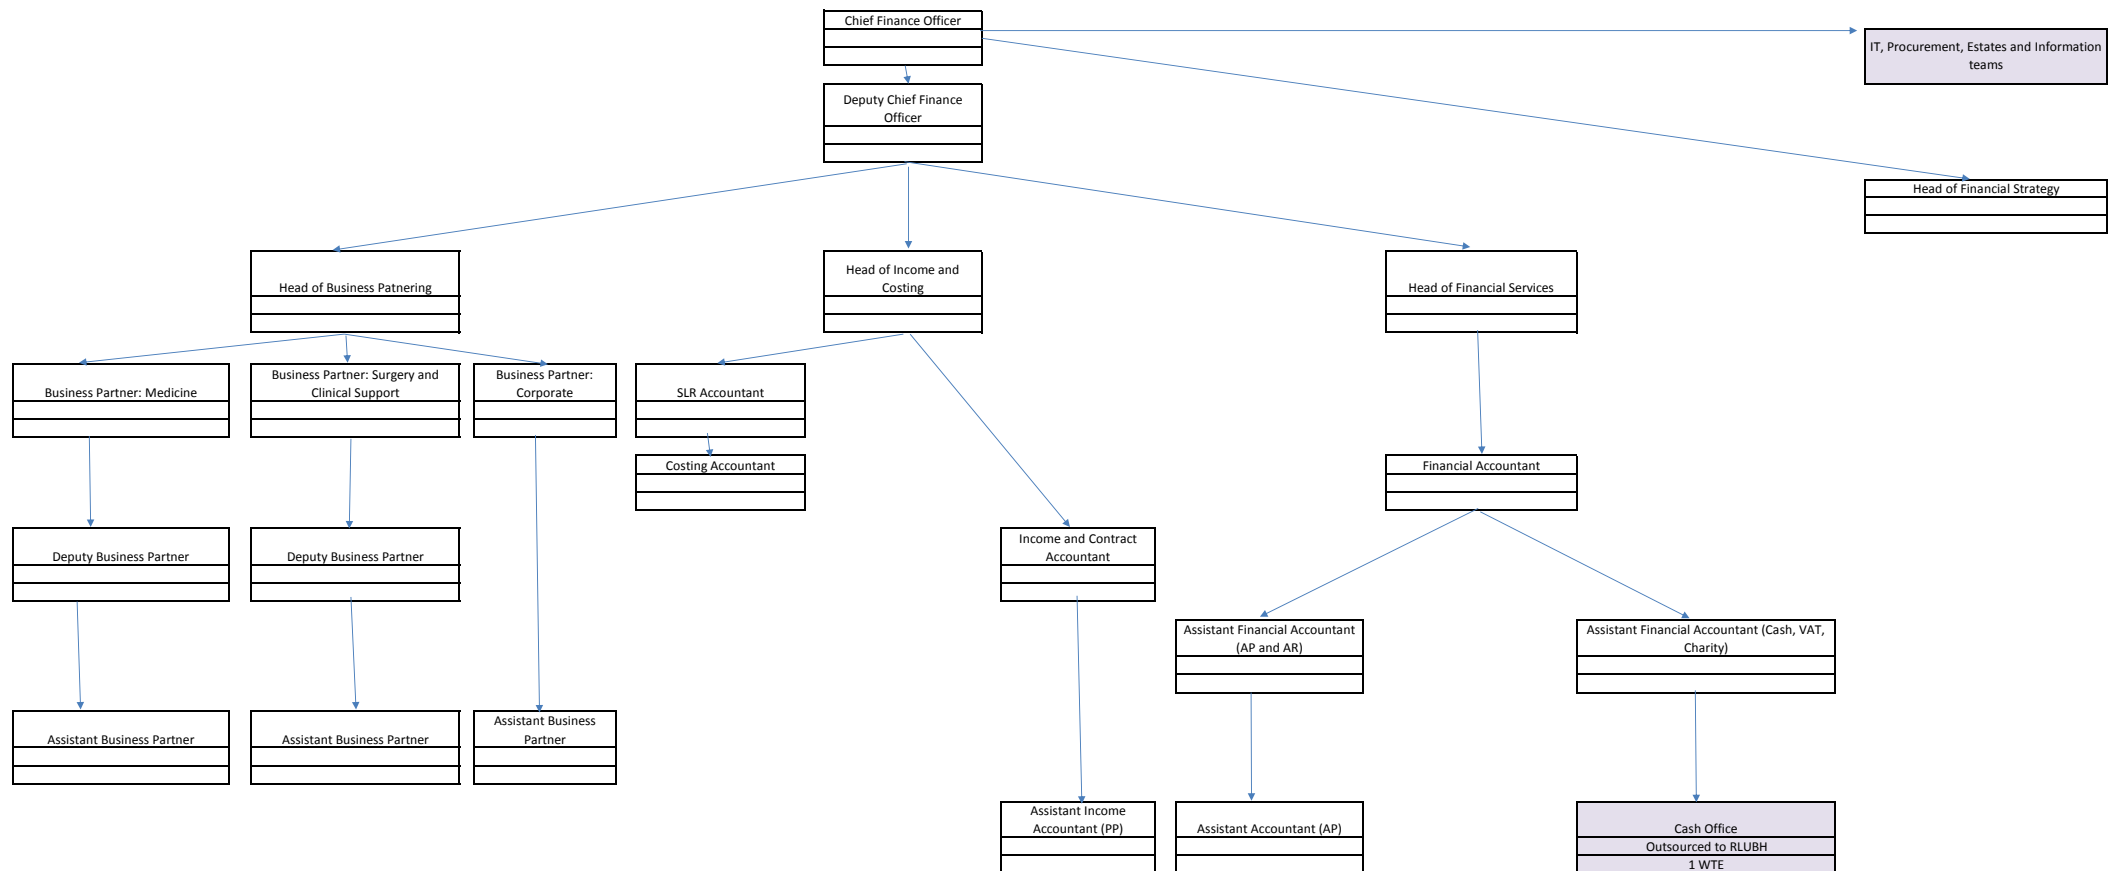 Chief Finance Officer
IT, Procurement, Estates and Information
teams
Deputy Chief Finance
Officer
Head of Financial Strategy
Head of Business Patnering
Head of Income and
Costing
Head of Financial Services
Business Partner: Medicine
Business Partner: Surgery and
Clinical Support
Business Partner:
Corporate
SLR Accountant
Costing Accountant
Financial Accountant
Deputy Business Partner
Deputy Business Partner
Income and Contract
Accountant
Assistant Financial Accountant
(AP and AR)
Assistant Financial Accountant (Cash, VAT,
Charity)
Assistant Business Partner
Assistant Business Partner
Assistant Business
Partner
Assistant Income
Accountant (PP)
Assistant Accountant (AP)
Cash Office
Outsourced to RLUBH
1 WTE